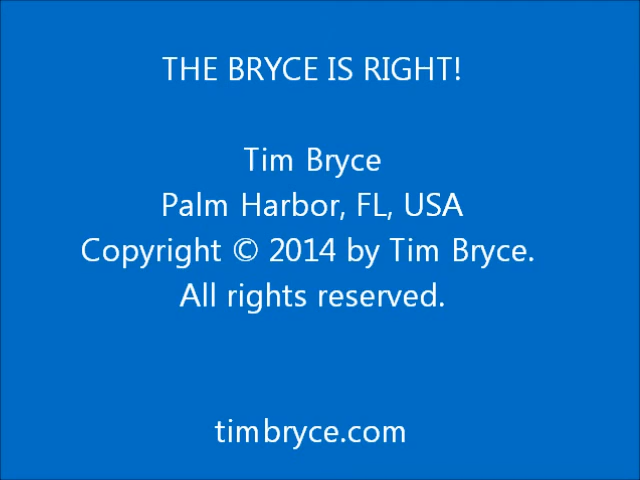 THE BRYCE IS RIGHT!
Tim Bryce
Palm Harbor, FL, USA
Copyright © 2014 by Tim Bryce.
All rights reserved.
timbryce.com